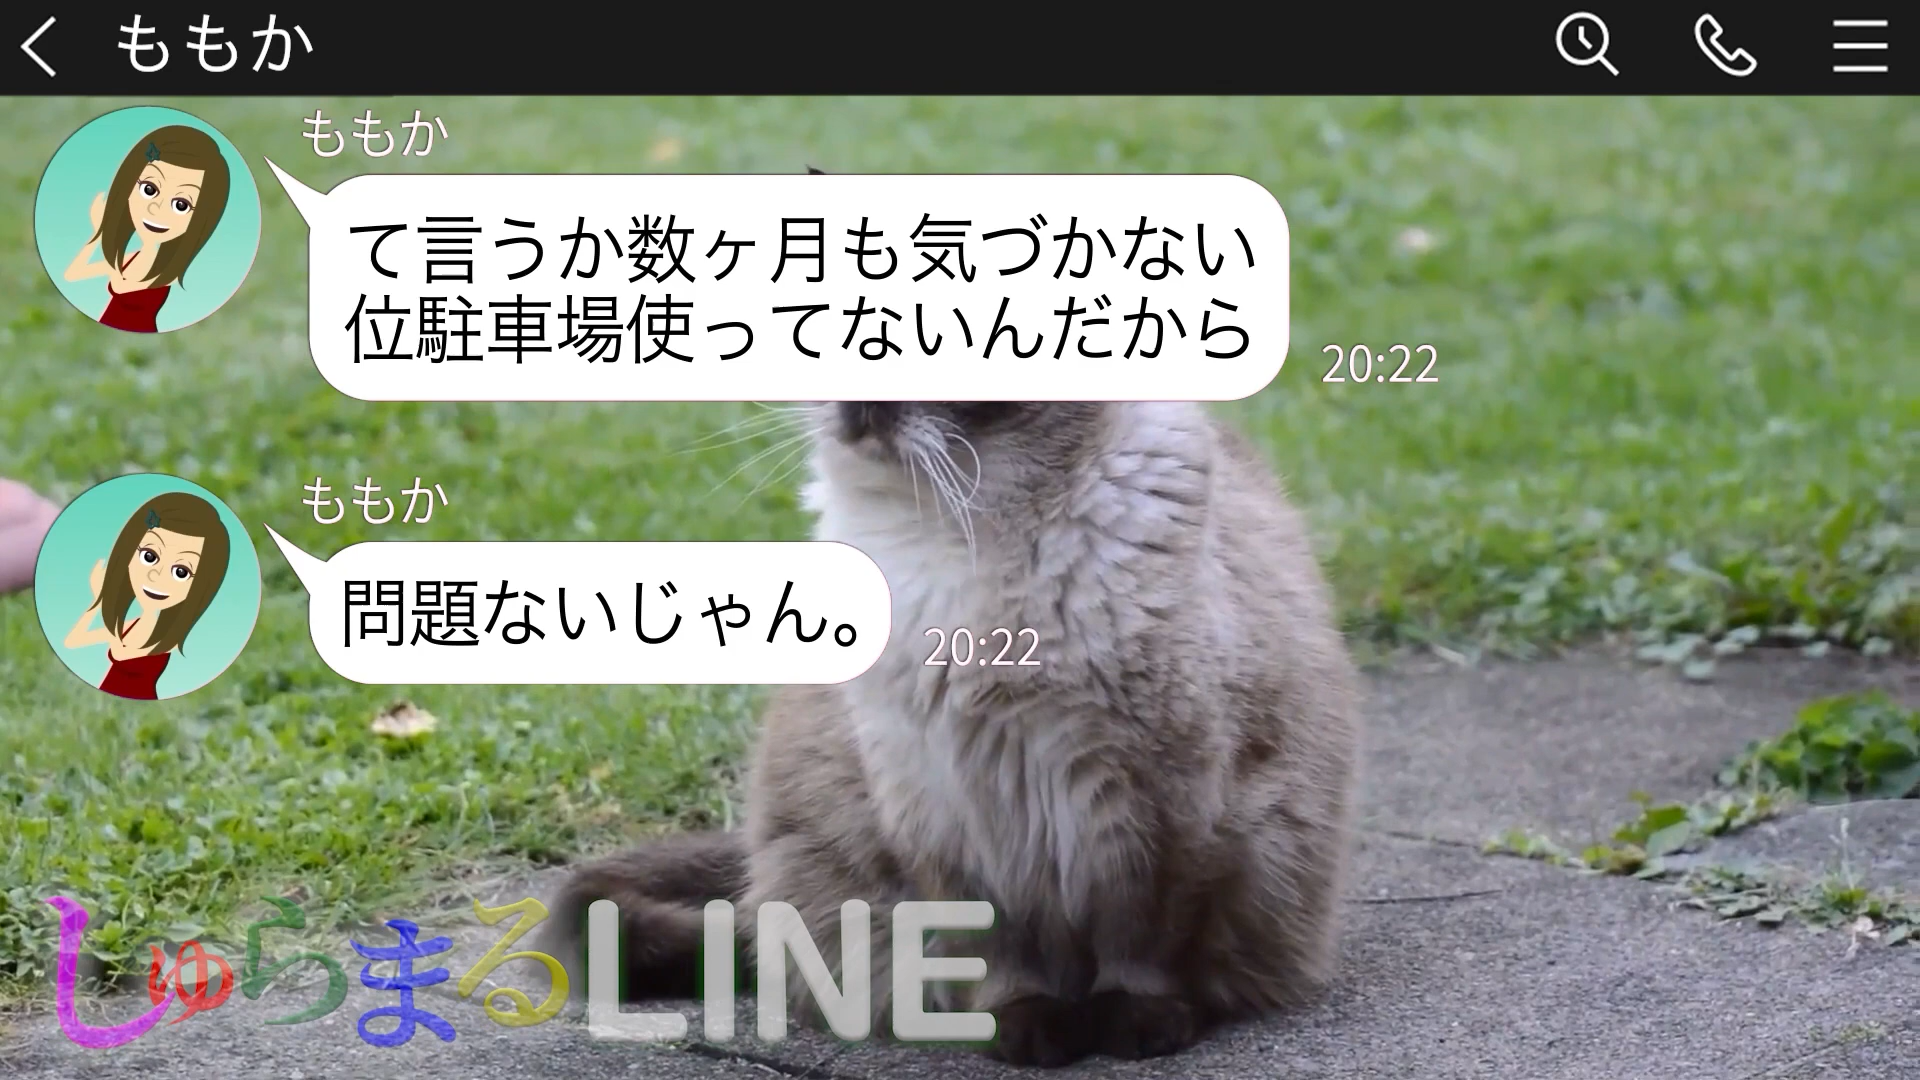 ももか
ももか
て言うか数ヶ月も気づかない
位駐車場使ってないんだから
20:22
ももか
問題ないじゃん。
20:22
しゅらまるLINE